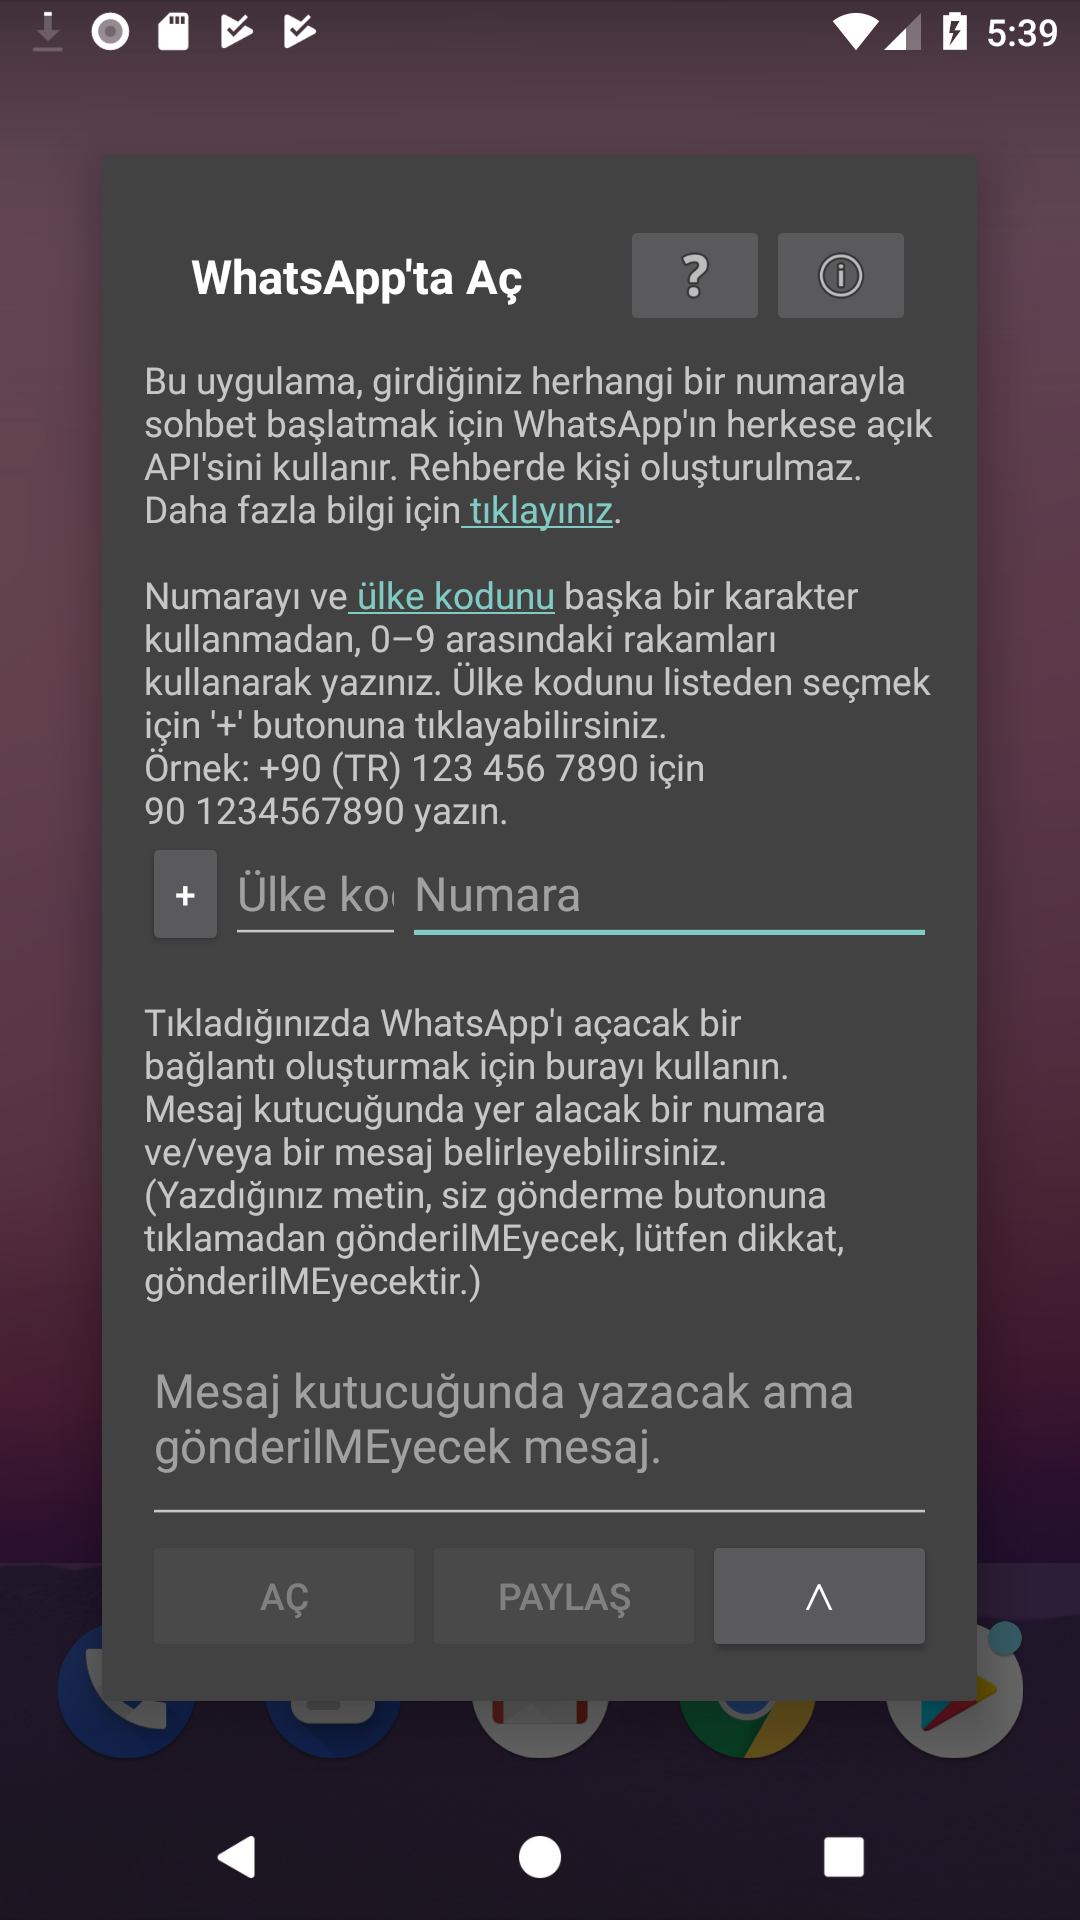 5:39
WhatsApp'ta Aç
?
Bu uygulama, girdiğiniz herhangi bir numarayla
sohbet başlatmak için WhatsApp'ın herkese açık
API'sini kullanır. Rehberde kişi oluşturulmaz.
Daha fazla bilgi için tıklayınız.
Numarayı ve ülke kodunu başka bir karakter
kullanmadan, 0–9 arasındaki rakamları
kullanarak yazınız. Ülke kodunu listeden seçmek
için '+' butonuna tıklayabilirsiniz.
Örnek: +90 (TR) 123 456 7890 için
90 1234567890 yazın.
+ Ülke ko Numara
Tıkladığınızda WhatsApp'ı açacak bir
bağlantı oluşturmak için burayı kullanın.
Mesaj kutucuğunda yer alacak bir numara
ve/veya bir mesaj belirleyebilirsiniz.
(Yazdığınız metin, siz gönderme butonuna
tıklamadan gönderilMEyecek, lütfen dikkat,
gönderilMEyecektir.)
Mesaj kutucuğunda yazacak ama
gönderilMEyecek mesaj.
AÇ PAYLAŞ ^